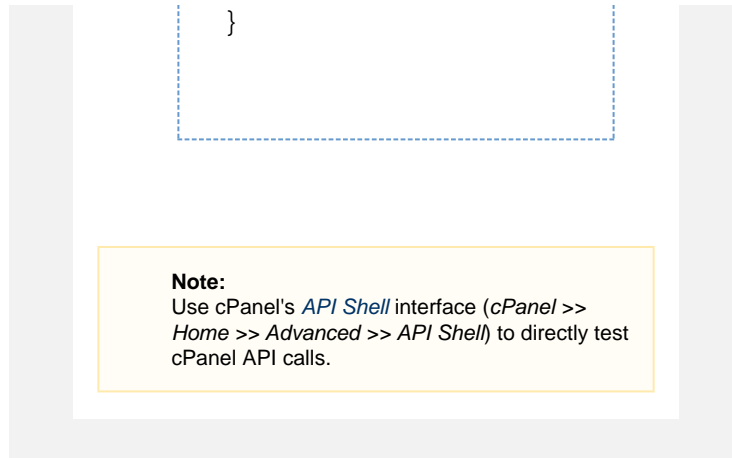 }
Note:
Use cPanel's API Shell interface (cPanel >>
Home >> Advanced >> API Shell) to directly test
cPanel API calls.